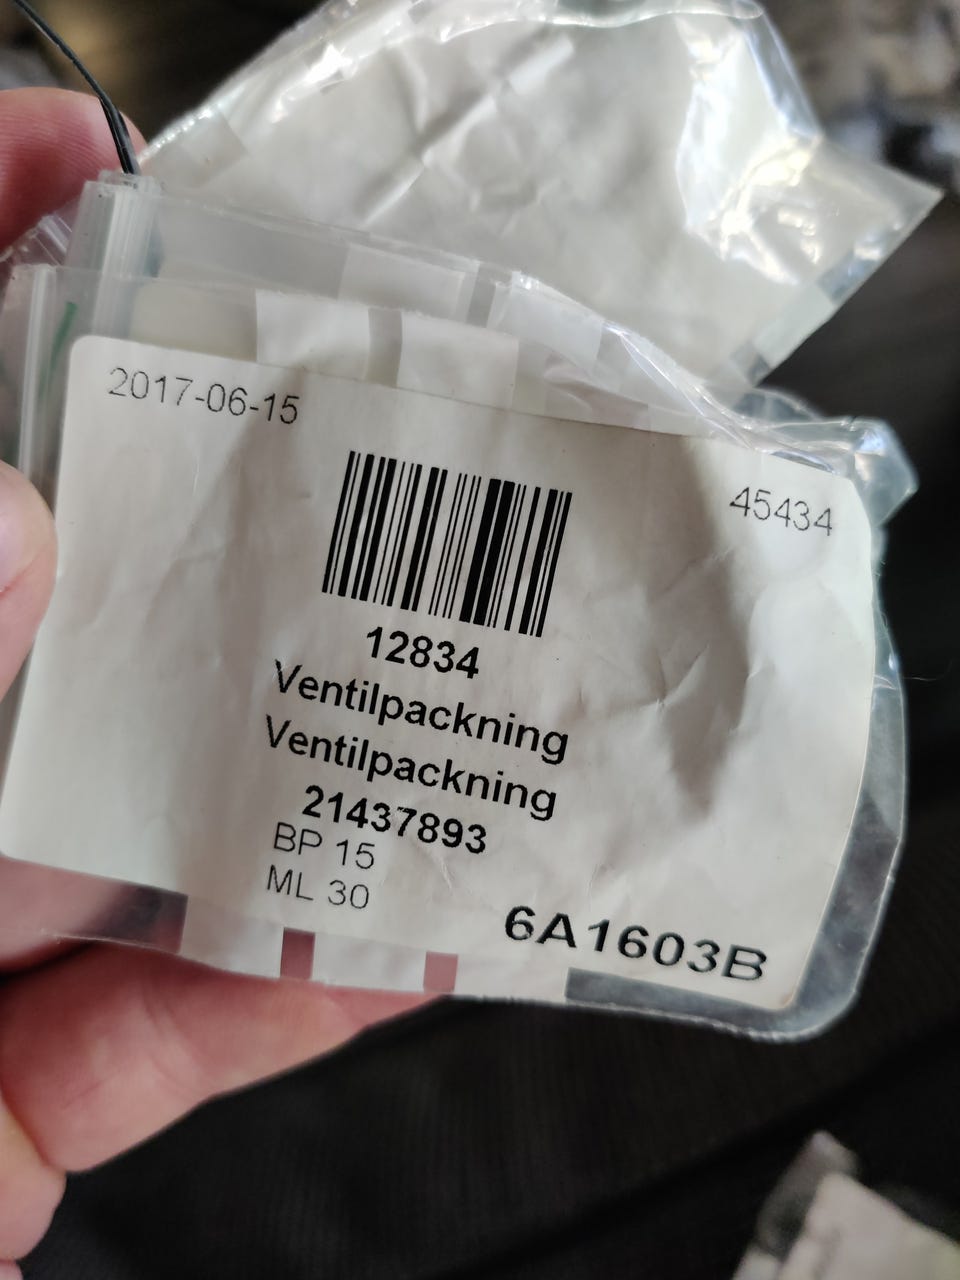 2017-06-15
45434
12834
Ventilpackning
Ventilpackning
21437893
BP 15
ML 30
6A1603B